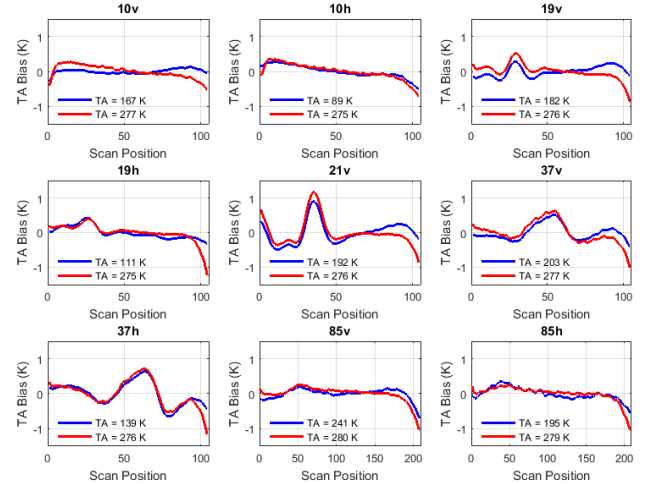 10v
10h
19v
TA Bias (K)
1
0
-1
TA = 167 K
TA = 277 K
0
50
100
Scan Position
TA Bias (K)
1
0
-1
TA = 89 K
TA = 275 K
0
50
100
Scan Position
TA Bias (K)
1
0
-1
TA = 182 K
TA = 276 K
0
50
100
Scan Position
19h
21v
37v
TA Bias (K)
1
0
-1
TA = 111 K
TA = 275 K
0
50
100
Scan Position
TA Bias (K)
1
0
-1
TA = 192 K
TA = 276 K
0
50
100
Scan Position
TA Bias (K)
1
0
-1
TA = 203 K
TA = 277 K
0
50
100
Scan Position
37h
85v
85h
TA Bias (K)
1
0
-1
TA = 139 K
TA = 276 K
0
50
100
Scan Position
TA Bias (K)
1
0
-1
TA = 241 K
TA = 280 K
0
50
100
150
200
Scan Position
TA Bias (K)
1
0
-1
TA = 195 K
TA = 279 K
0
50
100
150
200
Scan Position